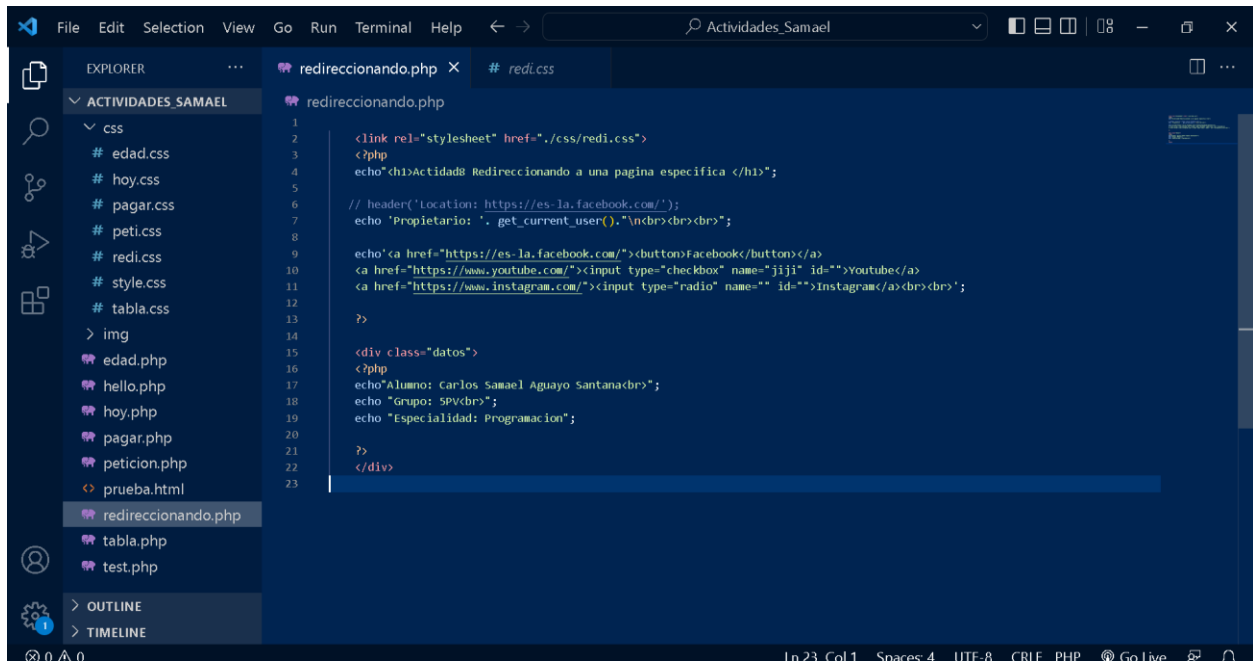 File Edit Selection View Go Run Terminal Help Actividades_Samael
EXPLORER ...
ACTIVIDADES_SAMAEL
css
# edad.css
# hoy.css
# pagar.css
# peti.css
# redi.css
# style.css
# tabla.css
img
edad.php
hello.php
hoy.php
pagar.php
peticion.php
<> prueba.html
redireccionando.php
tabla.php
test.php
OUTLINE
TIMELINE
1
redireccionando.php # redi.css
redireccionando.php
1
2 <link rel="stylesheet" href="./css/redi.css">
3 <?php
4 echo"<h1>Actidad8 Redireccionando a una pagina especifica </h1>";
5
6 // header('Location: https://es-la.facebook.com/');
7 echo 'Propietario: '. get_current_user()."\n<br><br><br>";
8
9 echo'<a href="https://es-la.facebook.com/"><button>Facebook</button></a>
10 <a href="https://www.youtube.com/"><input type="checkbox" name="jiji" id="">Youtube</a>
11 <a href="https://www.instagram.com/"><input type="radio" name="" id="">Instagram</a><br><br>';
12
13 ?>
14
15 <div class="datos">
16 <?php
17 echo"Alumno: Carlos Samael Aguayo Santana<br>";
18 echo "Grupo: 5PV<br>";
19 echo "Especialidad: Programacion";
20
21 ?>
22 </div>
23
0 0 Ln 23, Col 1 Spaces: 4 UTF-8 CRLF PHP Go Live